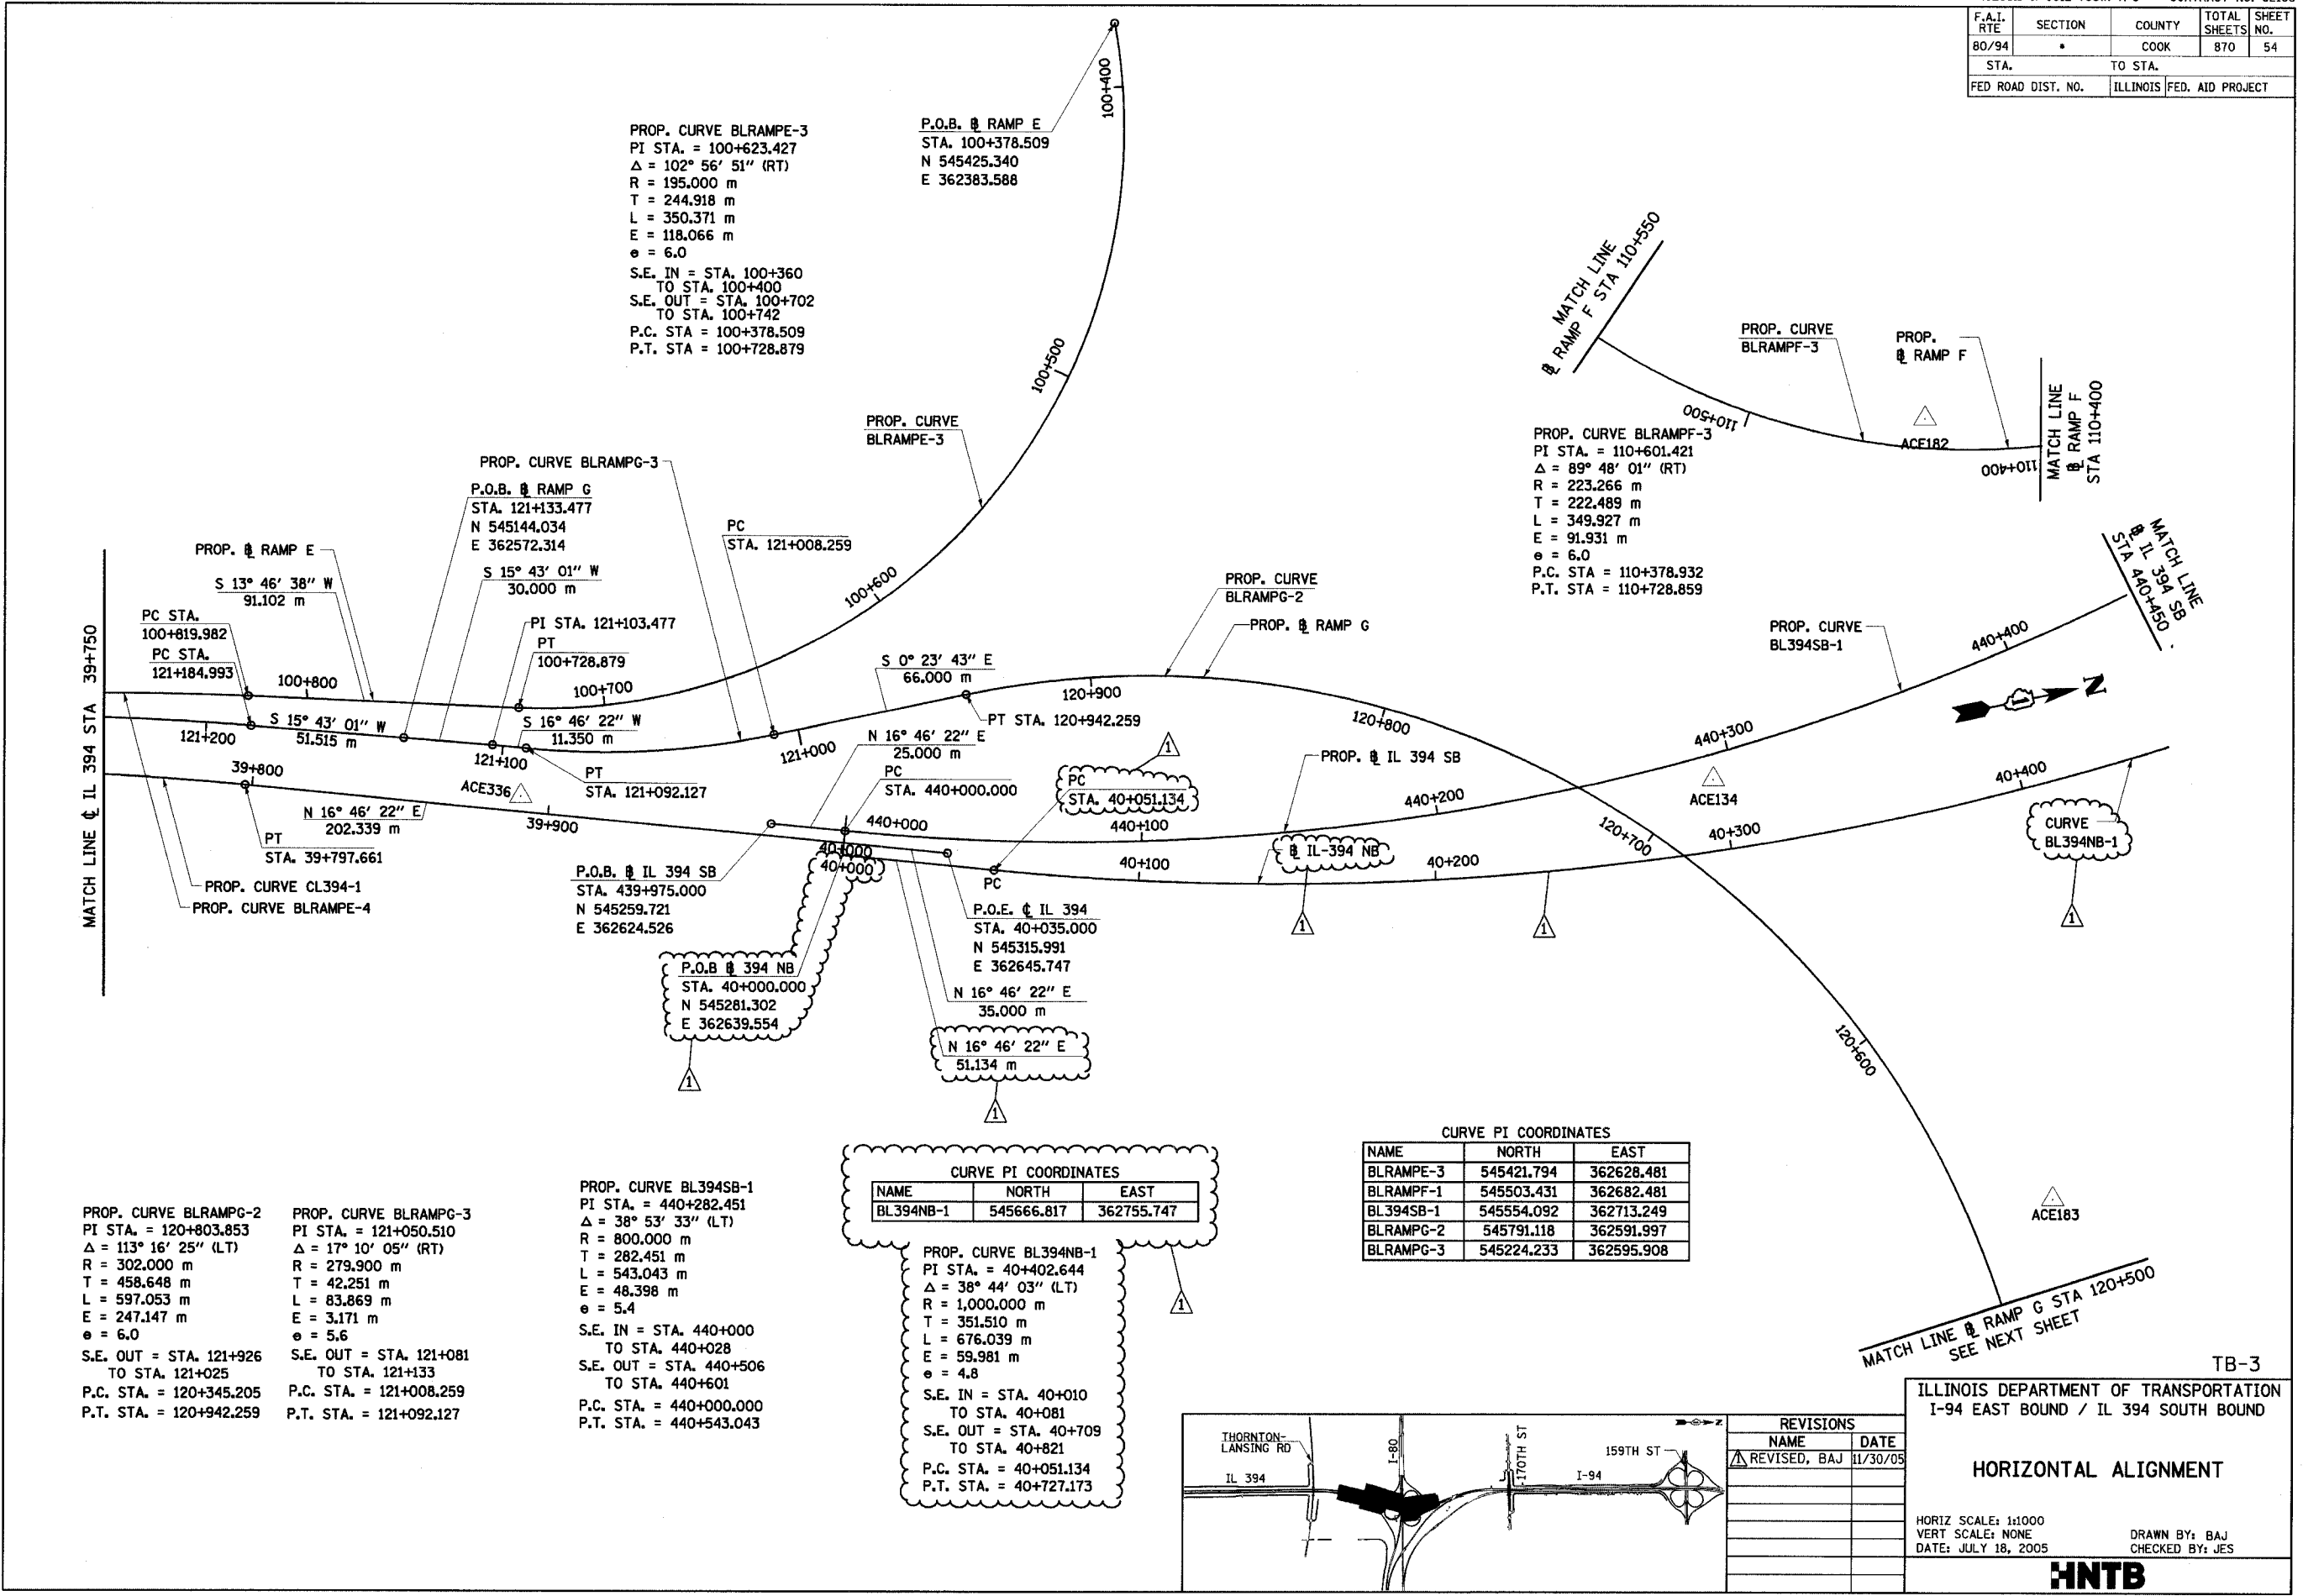 F.A.I. RTE SECTION COUNTY TOTAL SHEETS SHEET NO.
80/94 • COOK 870 54
STA. TO STA.
FED ROAD DIST. NO. ILLINOIS FED. AID PROJECT
PROP. CURVE BLRAMPE-3
PI STA. = 100+623.427
Δ = 102° 56' 51" (RT)
R = 195.000 m
T = 244.918 m
L = 350.371 m
E = 118.066 m
e = 6.0
S.E. IN = STA. 100+360
TO STA. 100+400
S.E. OUT = STA. 100+702
TO STA. 100+742
P.C. STA = 100+378.509
P.T. STA = 100+728.879
P.O.B. ℄ RAMP E
STA. 100+378.509
N 545425.340
E 362383.588
100+400
100+500
100+600
100+700
100+800
PROP. CURVE
BLRAMPE-3
MATCH LINE
℄ RAMP F STA 110+550
PROP. CURVE
BLRAMPF-3
PROP.
℄ RAMP F
110+500
ACE182
110+400
MATCH LINE
℄ RAMP F
STA 110+400
PROP. CURVE BLRAMPF-3
PI STA. = 110+601.421
Δ = 89° 48' 01" (RT)
R = 223.266 m
T = 222.489 m
L = 349.927 m
E = 91.931 m
e = 6.0
P.C. STA = 110+378.932
P.T. STA = 110+728.859
MATCH LINE
℄ IL 394 SB
STA 440+450
PROP. CURVE BLRAMPG-3
P.O.B. ℄ RAMP G
STA. 121+133.477
N 545144.034
E 362572.314
PC
STA. 121+008.259
PROP. ℄ RAMP E
S 13° 46' 38" W
91.102 m
S 15° 43' 01" W
30.000 m
PC STA.
100+819.982
PC STA.
121+184.993
PI STA. 121+103.477
PT
100+728.879
PROP. CURVE
BLRAMPG-2
PROP. ℄ RAMP G
PROP. CURVE
BL394SB-1
S 0° 23' 43" E
66.000 m
PT STA. 120+942.259
120+900
120+800
120+700
120+600
440+400
440+300
440+200
440+100
440+000
N
MATCH LINE ℄ IL 394 STA 39+750
121+200
S 15° 43' 01" W
51.515 m
S 16° 46' 22" W
11.350 m
121+100
121+000
PT
STA. 121+092.127
N 16° 46' 22" E
25.000 m
PC
STA. 440+000.000
PC
STA. 40+051.134
1
PROP. ℄ IL 394 SB
ACE134
40+400
40+300
40+200
40+100
40+000
40+000
39+800
39+900
ACE336
N 16° 46' 22" E
202.339 m
PT
STA. 39+797.661
PROP. CURVE CL394-1
PROP. CURVE BLRAMPE-4
℄ IL-394 NB
1
1
CURVE
BL394NB-1
1
PC
P.O.B. ℄ IL 394 SB
STA. 439+975.000
N 545259.721
E 362624.526
P.O.E. ℄ IL 394
STA. 40+035.000
N 545315.991
E 362645.747
N 16° 46' 22" E
35.000 m
P.O.B ℄ 394 NB
STA. 40+000.000
N 545281.302
E 362639.554
1
N 16° 46' 22" E
51.134 m
1
CURVE PI COORDINATES
NAME NORTH EAST
BL394NB-1 545666.817 362755.747
CURVE PI COORDINATES
NAME NORTH EAST
BLRAMPE-3 545421.794 362628.481
BLRAMPF-1 545503.431 362682.481
BL394SB-1 545554.092 362713.249
BLRAMPG-2 545791.118 362591.997
BLRAMPG-3 545224.233 362595.908
ACE183
PROP. CURVE BLRAMPG-2
PI STA. = 120+803.853
Δ = 113° 16' 25" (LT)
R = 302.000 m
T = 458.648 m
L = 597.053 m
E = 247.147 m
e = 6.0
S.E. OUT = STA. 121+926
TO STA. 121+025
P.C. STA. = 120+345.205
P.T. STA. = 120+942.259
PROP. CURVE BLRAMPG-3
PI STA. = 121+050.510
Δ = 17° 10' 05" (RT)
R = 279.900 m
T = 42.251 m
L = 83.869 m
E = 3.171 m
e = 5.6
S.E. OUT = STA. 121+081
TO STA. 121+133
P.C. STA. = 121+008.259
P.T. STA. = 121+092.127
PROP. CURVE BL394SB-1
PI STA. = 440+282.451
Δ = 38° 53' 33" (LT)
R = 800.000 m
T = 282.451 m
L = 543.043 m
E = 48.398 m
e = 5.4
S.E. IN = STA. 440+000
TO STA. 440+028
S.E. OUT = STA. 440+506
TO STA. 440+601
P.C. STA. = 440+000.000
P.T. STA. = 440+543.043
PROP. CURVE BL394NB-1
PI STA. = 40+402.644
Δ = 38° 44' 03" (LT)
R = 1,000.000 m
T = 351.510 m
L = 676.039 m
E = 59.981 m
e = 4.8
S.E. IN = STA. 40+010
TO STA. 40+081
S.E. OUT = STA. 40+709
TO STA. 40+821
P.C. STA. = 40+051.134
P.T. STA. = 40+727.173
1
MATCH LINE ℄ RAMP G STA 120+500
SEE NEXT SHEET
TB-3
THORNTON-
LANSING RD
IL 394
I-80
170TH ST
I-94
159TH ST
N
REVISIONS
NAME DATE
1 REVISED, BAJ 11/30/05
ILLINOIS DEPARTMENT OF TRANSPORTATION
I-94 EAST BOUND / IL 394 SOUTH BOUND
HORIZONTAL ALIGNMENT
HORIZ SCALE: 1:1000
VERT SCALE: NONE
DATE: JULY 18, 2005
DRAWN BY: BAJ
CHECKED BY: JES
HNTB